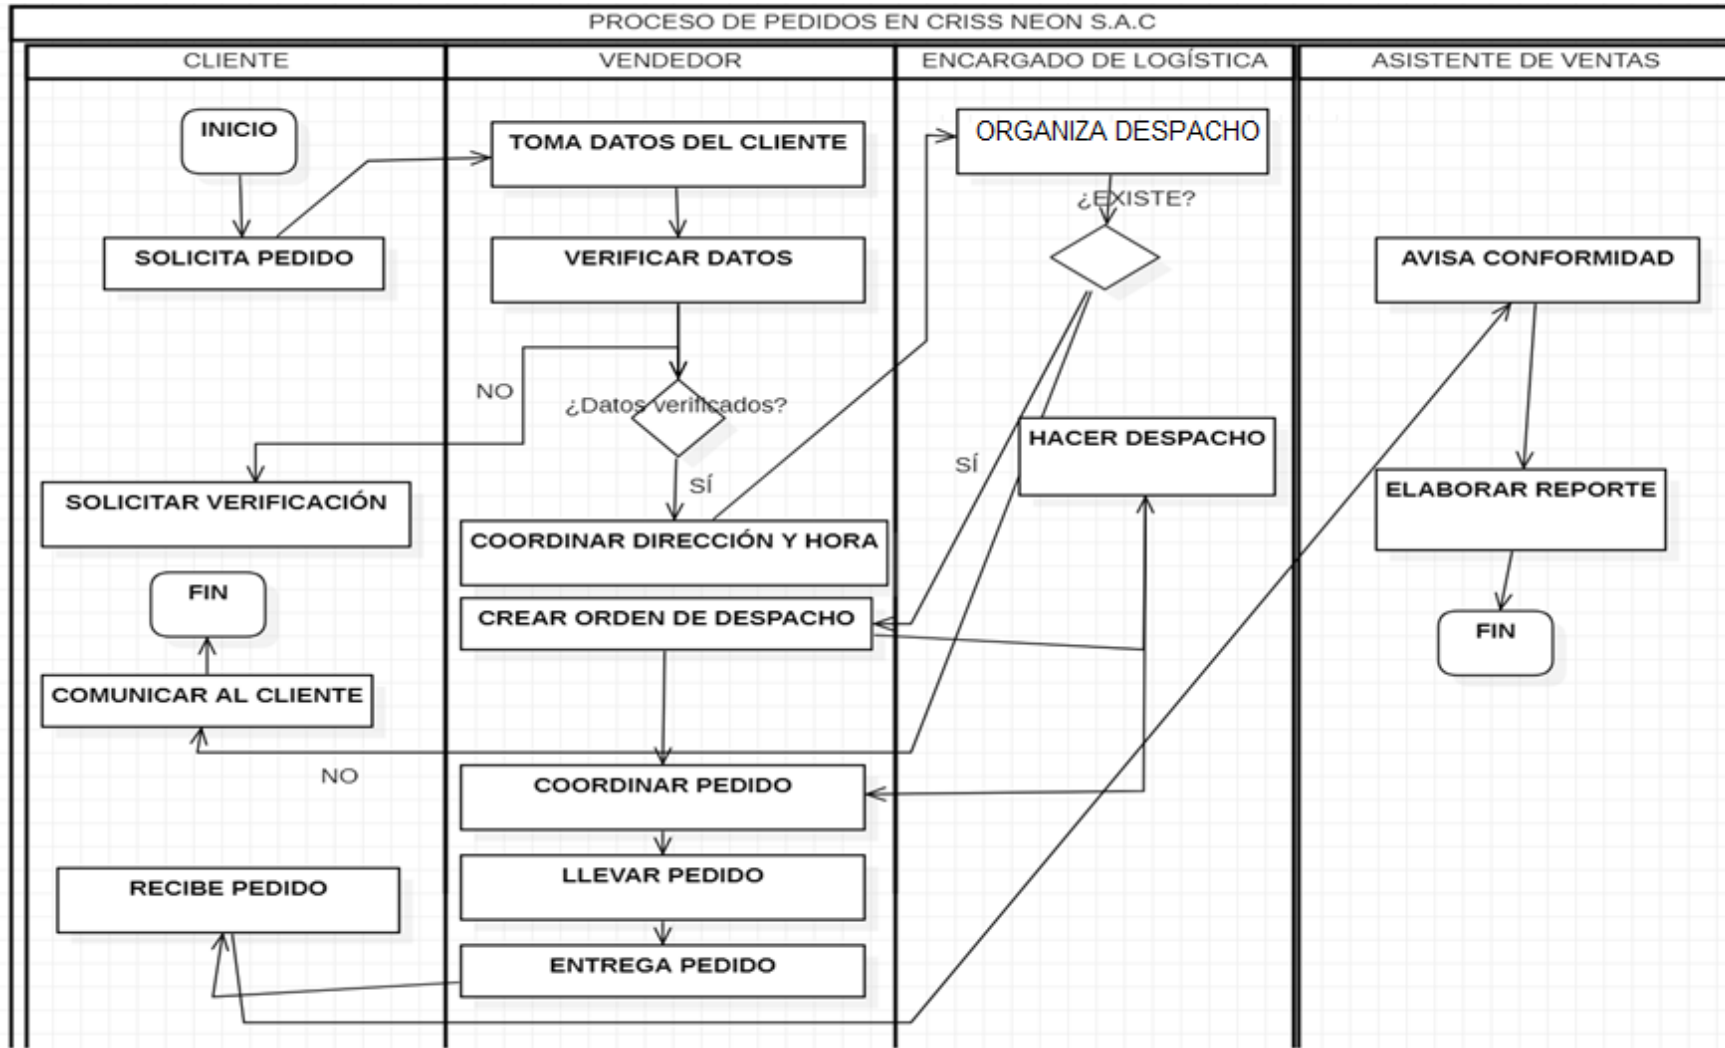 PROCESO DE PEDIDOS EN CRISS NEON S.A.C
CLIENTE
VENDEDOR
ENCARGADO DE LOGÍSTICA
ASISTENTE DE VENTAS
INICIO
SOLICITA PEDIDO
SOLICITAR VERIFICACIÓN
FIN
COMUNICAR AL CLIENTE
NO
RECIBE PEDIDO
TOMA DATOS DEL CLIENTE
VERIFICAR DATOS
NO
¿Datos verificados?
SÍ
COORDINAR DIRECCIÓN Y HORA
CREAR ORDEN DE DESPACHO
COORDINAR PEDIDO
LLEVAR PEDIDO
ENTREGA PEDIDO
ORGANIZA DESPACHO
¿EXISTE?
HACER DESPACHO
SÍ
AVISA CONFORMIDAD
ELABORAR REPORTE
FIN